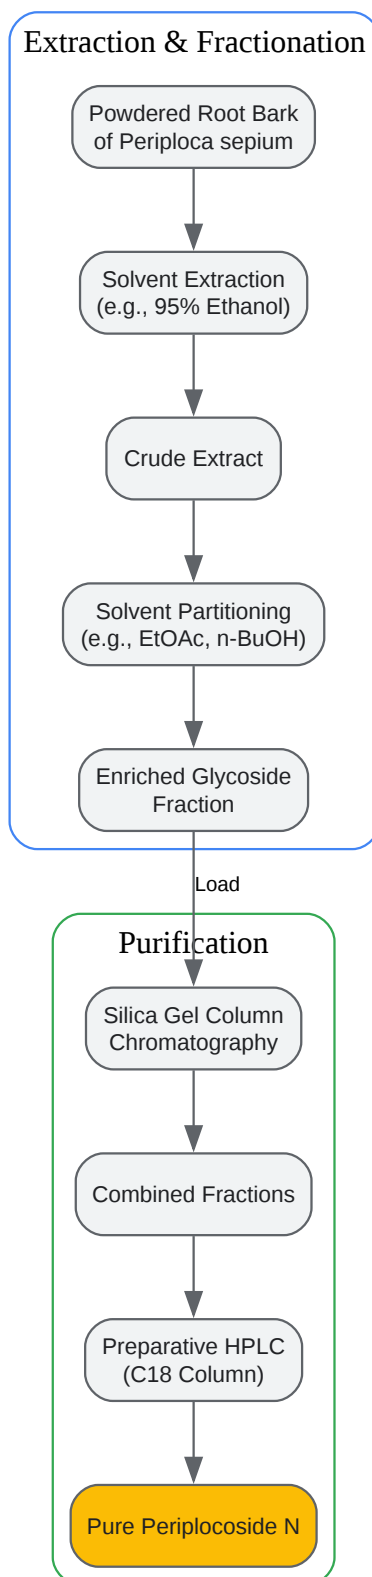 Extraction & Fractionation
Powdered Root Bark
of Periploca sepium
Solvent Extraction
(e.g., 95% Ethanol)
Crude Extract
Solvent Partitioning
(e.g., EtOAc, n-BuOH)
Enriched Glycoside
Fraction
Load
Purification
Silica Gel Column
Chromatography
Combined Fractions
Preparative HPLC
(C18 Column)
Pure Periplocoside N